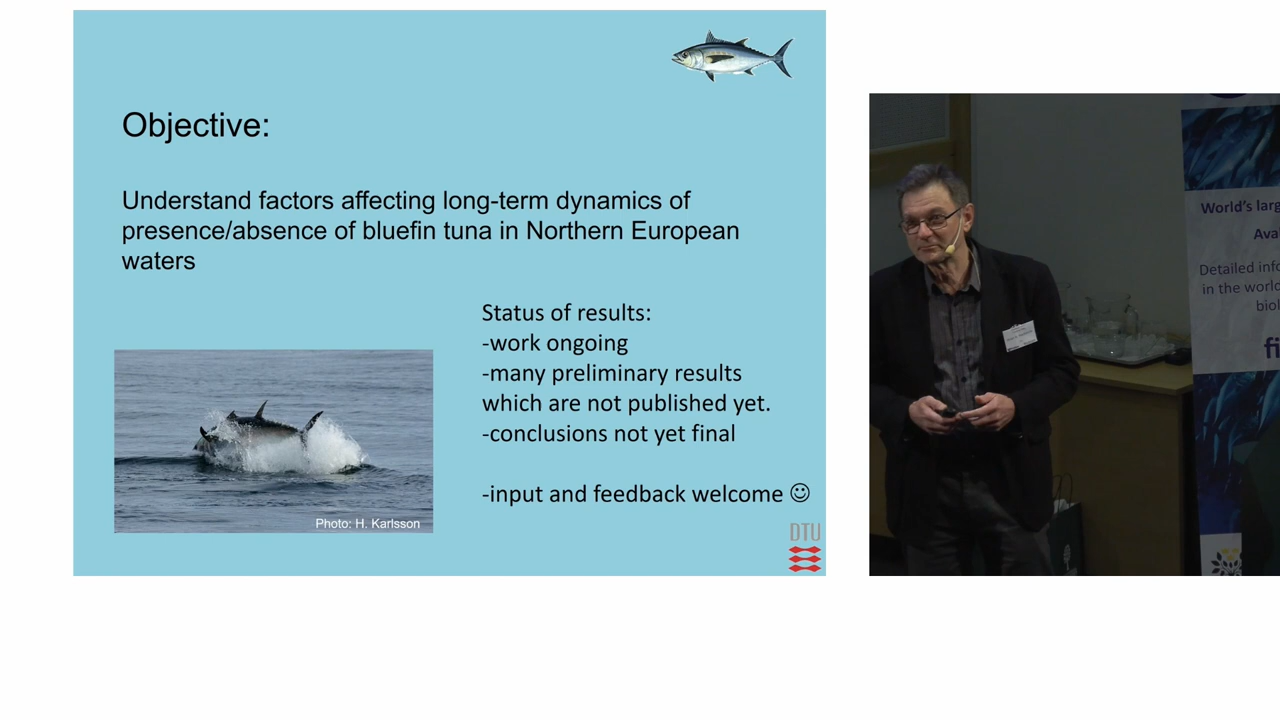 Objective:
Understand factors affecting long-term dynamics of
presence/absence of bluefin tuna in Northern European
waters
Status of results:
-work ongoing
-many preliminary results
which are not published yet.
-conclusions not yet final
-input and feedback welcome ☺
Photo: H. Karlsson
DTU
World's larg
Ava
Detailed info
in the world
biol
fi